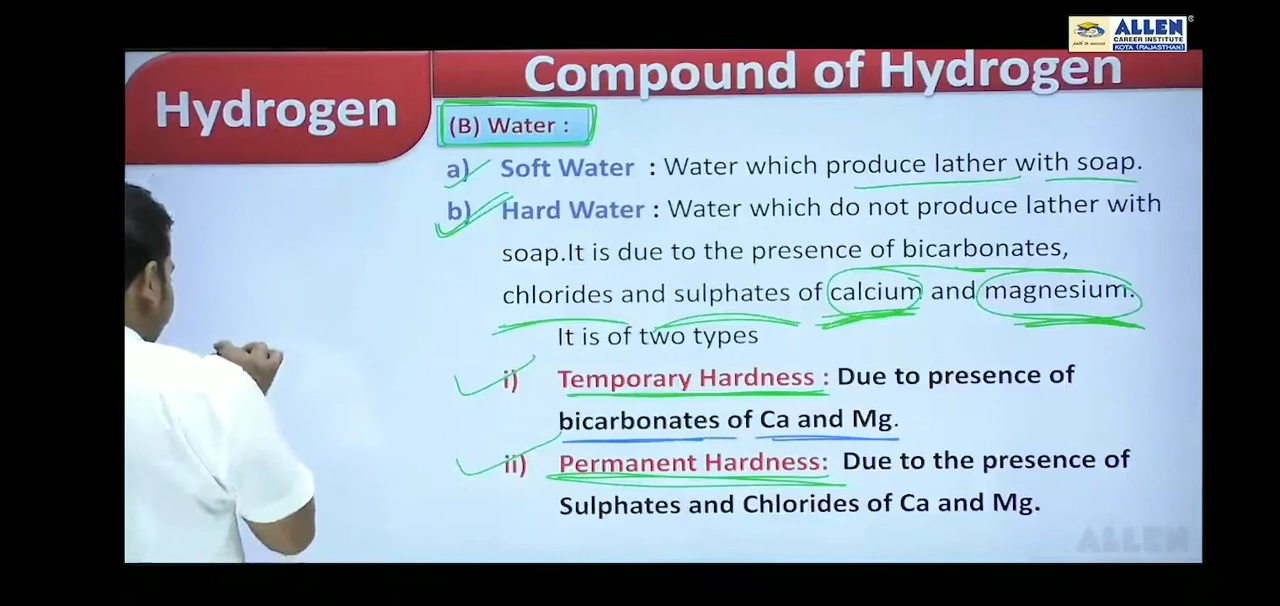 ALLEN
CAREER INSTITUTE
KOTA (RAJASTHAN)
Hydrogen
Compound of Hydrogen
(B) Water :
a) Soft Water : Water which produce lather with soap.
b) Hard Water : Water which do not produce lather with
soap.It is due to the presence of bicarbonates,
chlorides and sulphates of calcium and magnesium.
It is of two types
i) Temporary Hardness : Due to presence of
bicarbonates of Ca and Mg.
ii) Permanent Hardness: Due to the presence of
Sulphates and Chlorides of Ca and Mg.
ALLEN